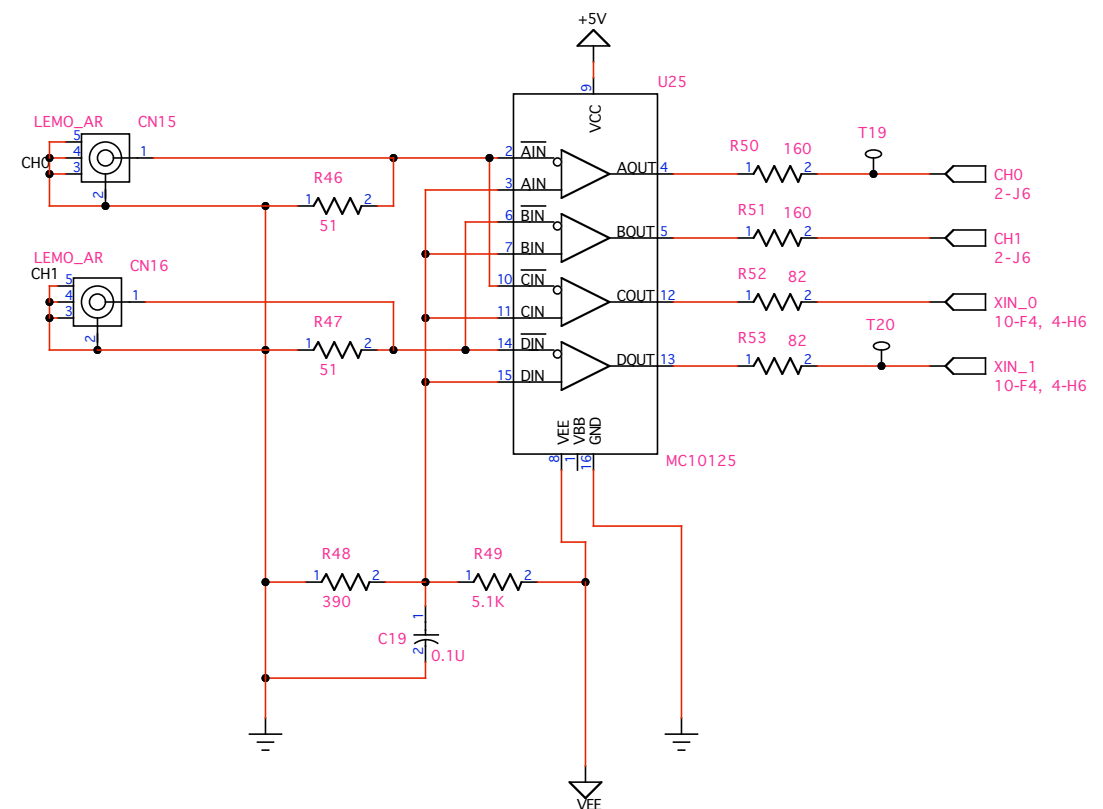 +5V
9
U25
VCC
LEMO_AR
CN15
5
4
3
1
2
CH0
R46
1
2
51
2
AIN
3
AIN
AOUT
4
R50
160
1
2
T19
CH0
2-J6
6
BIN
7
BIN
BOUT
5
R51
160
1
2
CH1
2-J6
LEMO_AR
CH1
CN16
5
4
3
1
2
R47
1
2
51
10
CIN
11
CIN
COUT
12
R52
82
1
2
XIN_0
10-F4, 4-H6
14
DIN
15
DIN
DOUT
13
R53
82
1
2
T20
XIN_1
10-F4, 4-H6
VEE
VBB
GND
8
1
16
MC10125
R48
1
2
390
R49
1
2
5.1K
C19
1
2
0.1U
VEE